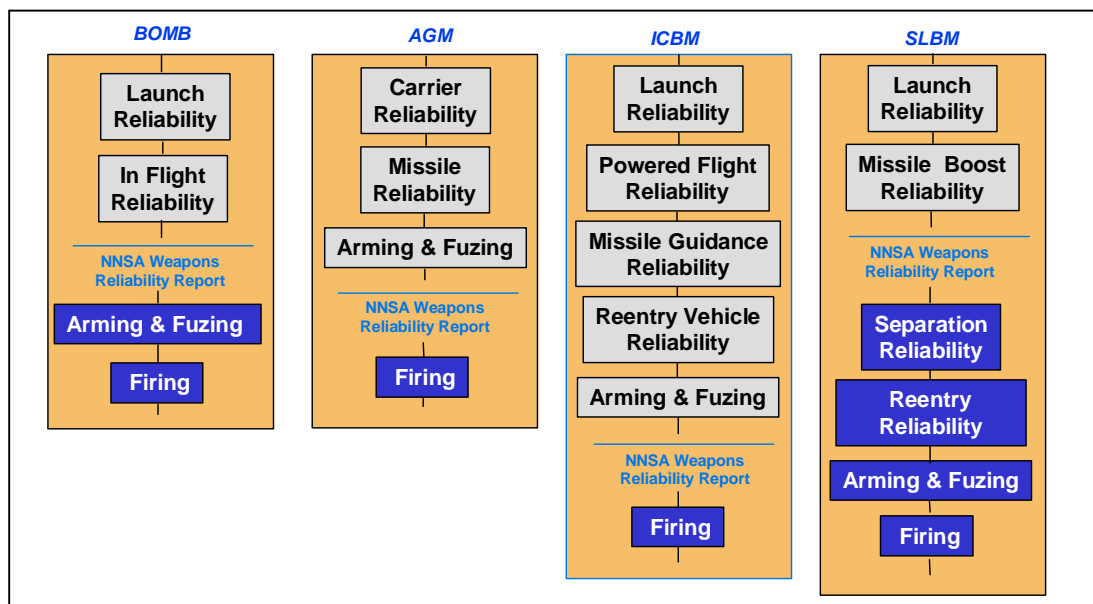 BOMB
Launch
Reliability
In Flight
Reliability
NNSA Weapons
Reliability Report
Arming & Fuzing
Firing
AGM
Carrier
Reliability
Missile
Reliability
Arming & Fuzing
NNSA Weapons
Reliability Report
Firing
ICBM
Launch
Reliability
Powered Flight
Reliability
Missile Guidance
Reliability
Reentry Vehicle
Reliability
Arming & Fuzing
NNSA Weapons
Reliability Report
Firing
SLBM
Launch
Reliability
Missile Boost
Reliability
NNSA Weapons
Reliability Report
Separation
Reliability
Reentry
Reliability
Arming & Fuzing
Firing